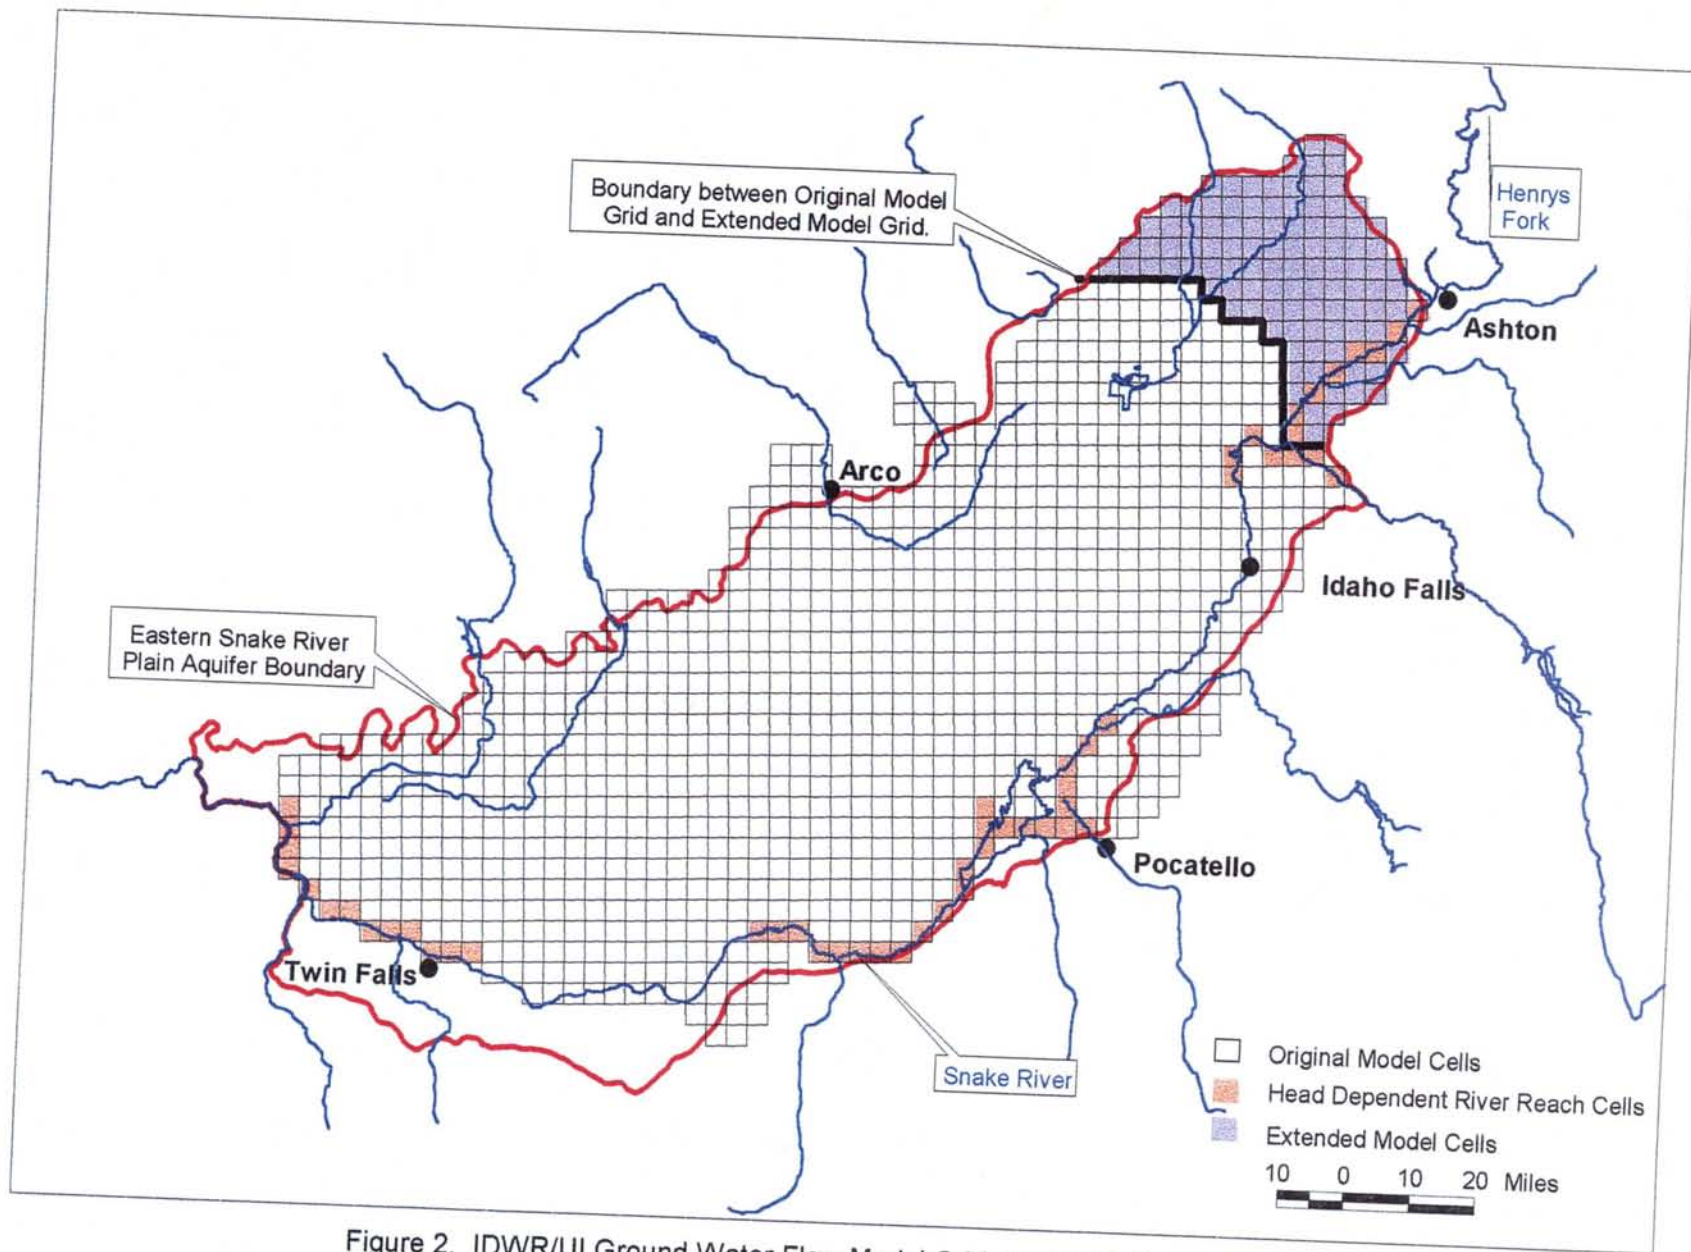 Boundary between Original Model
Grid and Extended Model Grid.
Henrys
Fork
Ashton
Arco
Idaho Falls
Eastern Snake River
Plain Aquifer Boundary
Pocatello
Twin Falls
Snake River
Original Model Cells
Head Dependent River Reach Cells
Extended Model Cells
10 0 10 20 Miles
Figure 2. IDWR/UI Ground Water Flow Model